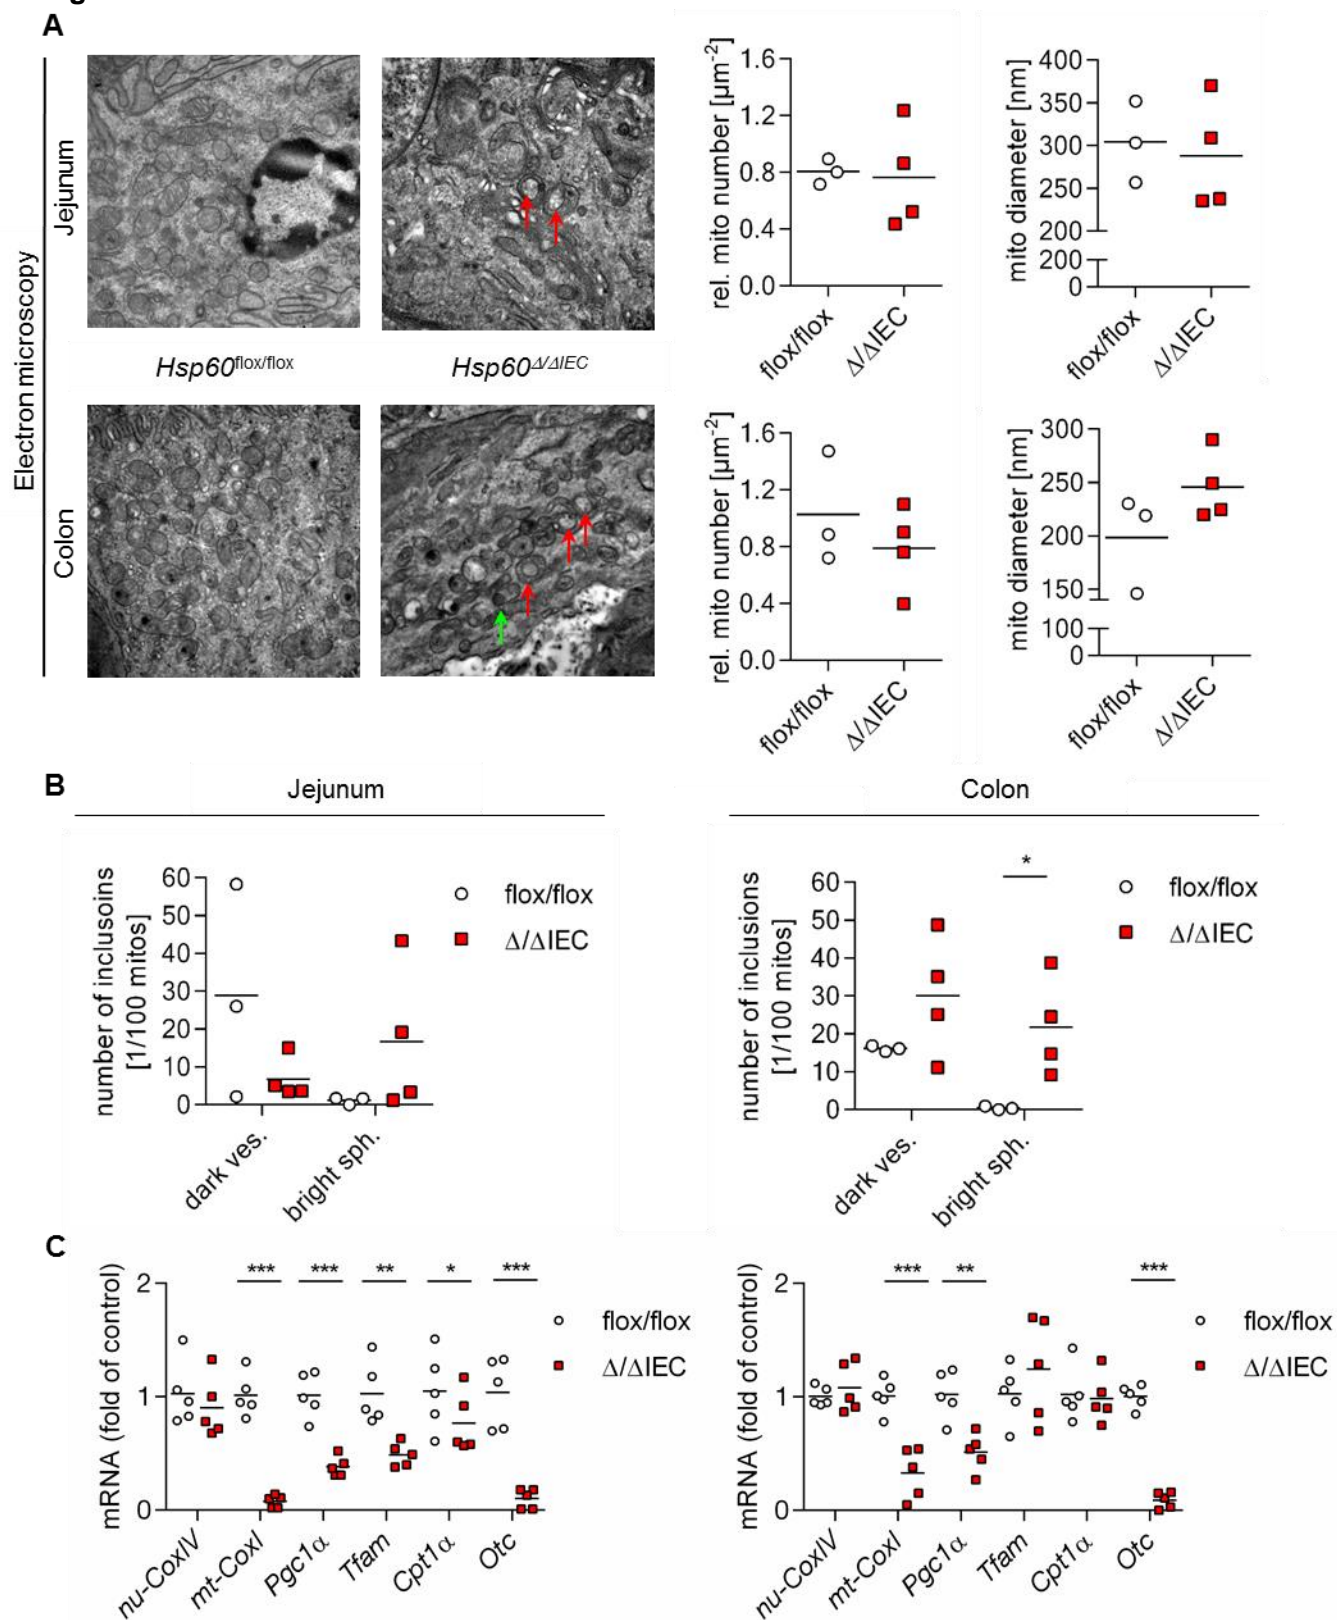 A
Electron microscopy
Jejunum
Colon
Hsp60flox/flox
Hsp60Δ/ΔIEC
rel. mito number [µm-2]
1.6
1.2
0.8
0.4
0.0
flox/flox
Δ/ΔIEC
mito diameter [nm]
400
350
300
250
200
200
0
flox/flox
Δ/ΔIEC
rel. mito number [µm-2]
1.6
1.2
0.8
0.4
0.0
flox/flox
Δ/ΔIEC
mito diameter [nm]
300
250
200
150
100
0
flox/flox
Δ/ΔIEC
B
Jejunum
number of inclusoins
[1/100 mitos]
60
50
40
30
20
10
0
dark ves.
bright sph.
flox/flox
Δ/ΔIEC
Colon
*
number of inclusions
[1/100 mitos]
60
50
40
30
20
10
0
dark ves.
bright sph.
flox/flox
Δ/ΔIEC
C
mRNA (fold of control)
2
1
0
*** *** ** * ***
nu-CoxIV
mt-CoxI
Pgc1α
Tfam
Cpt1α
Otc
flox/flox
Δ/ΔIEC
mRNA (fold of control)
2
1
0
*** ** ***
nu-CoxIV
mt-CoxI
Pgc1α
Tfam
Cpt1α
Otc
flox/flox
Δ/ΔIEC